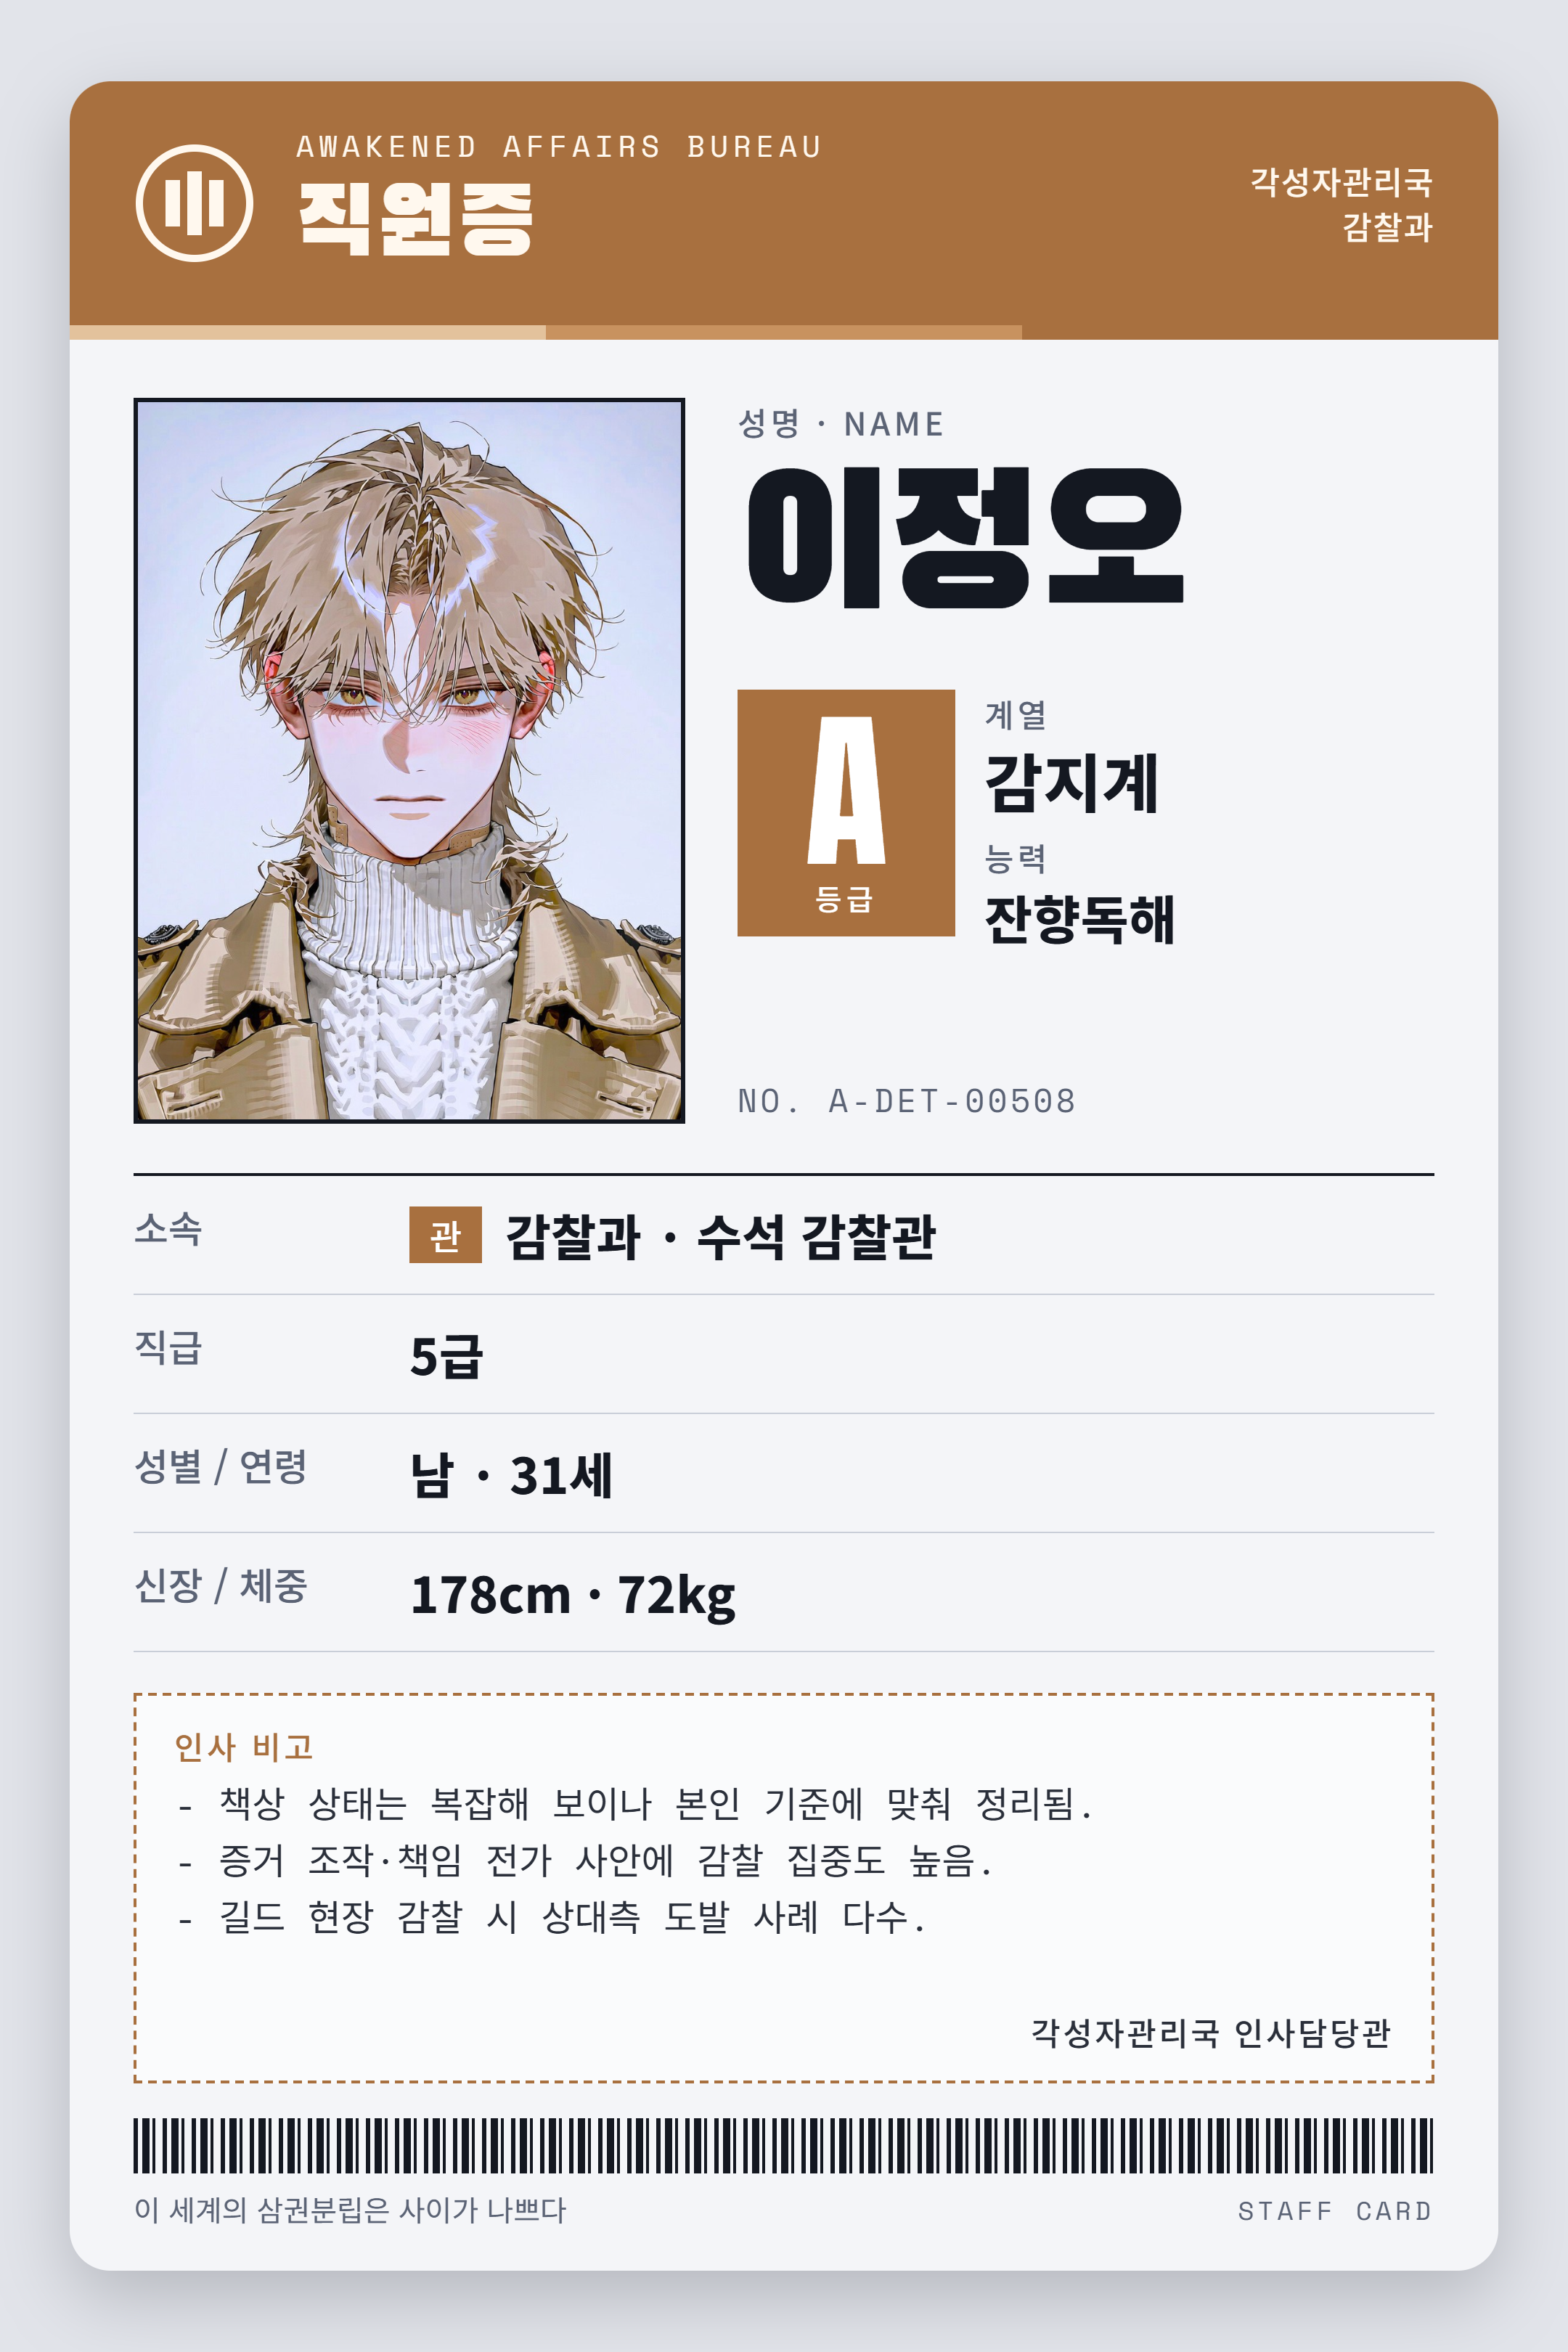 AWAKENED AFFAIRS BUREAU
직원증
각성자관리국
감찰과
성명 · NAME
이정오
A
등급
계열
감지계
능력
잔향독해
NO. A-DET-00508
소속
관 감찰과 · 수석 감찰관
직급
5급
성별 / 연령
남 · 31세
신장 / 체중
178cm · 72kg
인사 비고
- 책상 상태는 복잡해 보이나 본인 기준에 맞춰 정리됨.
- 증거 조작·책임 전가 사안에 감찰 집중도 높음.
- 길드 현장 감찰 시 상대측 도발 사례 다수.
각성자관리국 인사담당관
이 세계의 삼권분립은 사이가 나쁘다
STAFF CARD